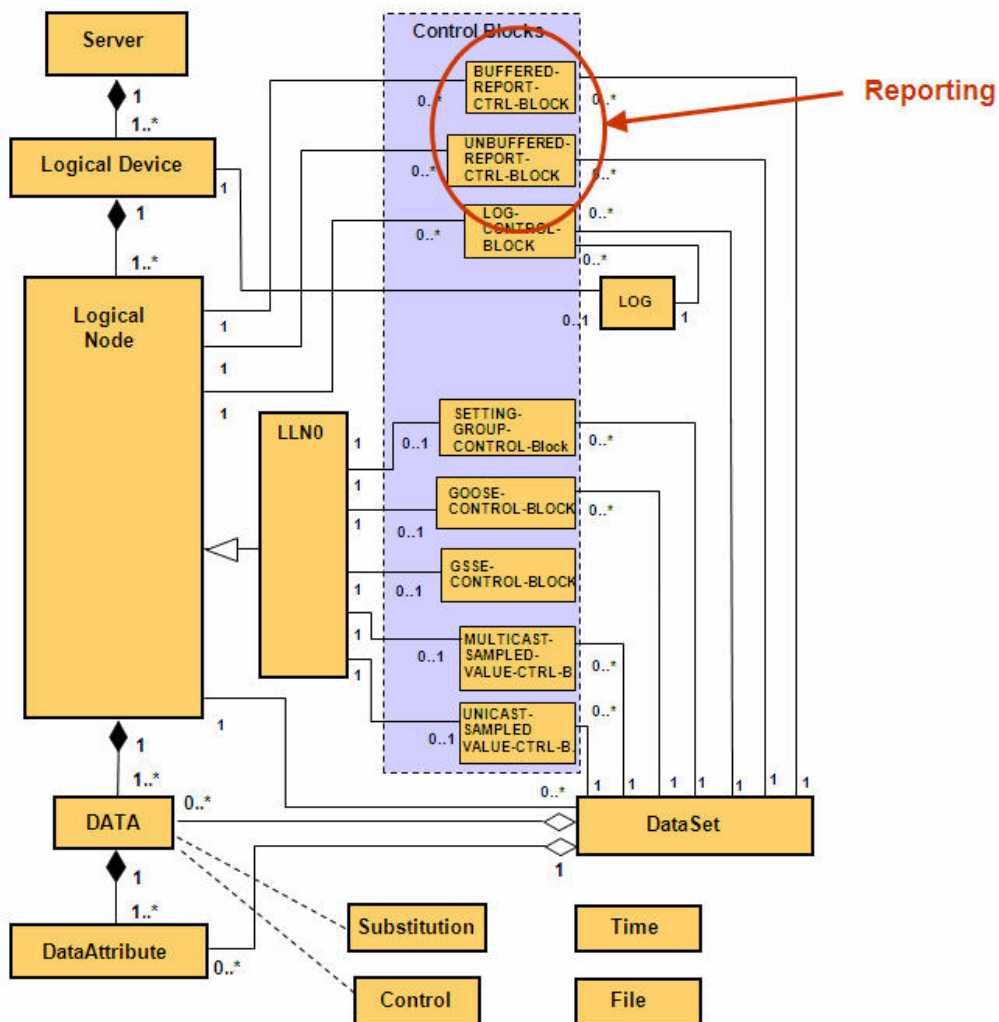 Control Blocks
Server
BUFFERED-
REPORT-
CTRL-BLOCK
Reporting
1
0..*
0..*
1..*
Logical Device
UNBUFFERED-
REPORT-
CTRL-BLOCK
1
0..*
0..*
1
LOG-
CONTROL-
BLOCK
0..*
0..*
1..*
0..*
Logical
Node
LOG
1
0..1
1
1
1
LLN0
SETTING-
GROUP-
CONTROL-Block
1
0..1
0..*
1
GOOSE-
CONTROL-BLOCK
0..*
1
0..1
GSSE-
CONTROL-BLOCK
1
0..1
1
MULTICAST-
SAMPLED-
VALUE-CTRL-B.
0..1
0..*
1
UNICAST-
SAMPLED
VALUE-CTRL-B.
1
0..*
0..1
1
1..*
0..*
0..*
1
1
1
1
1
1
1
DATA
DataSet
1
1
1..*
DataAttribute
0..*
Substitution
Time
Control
File